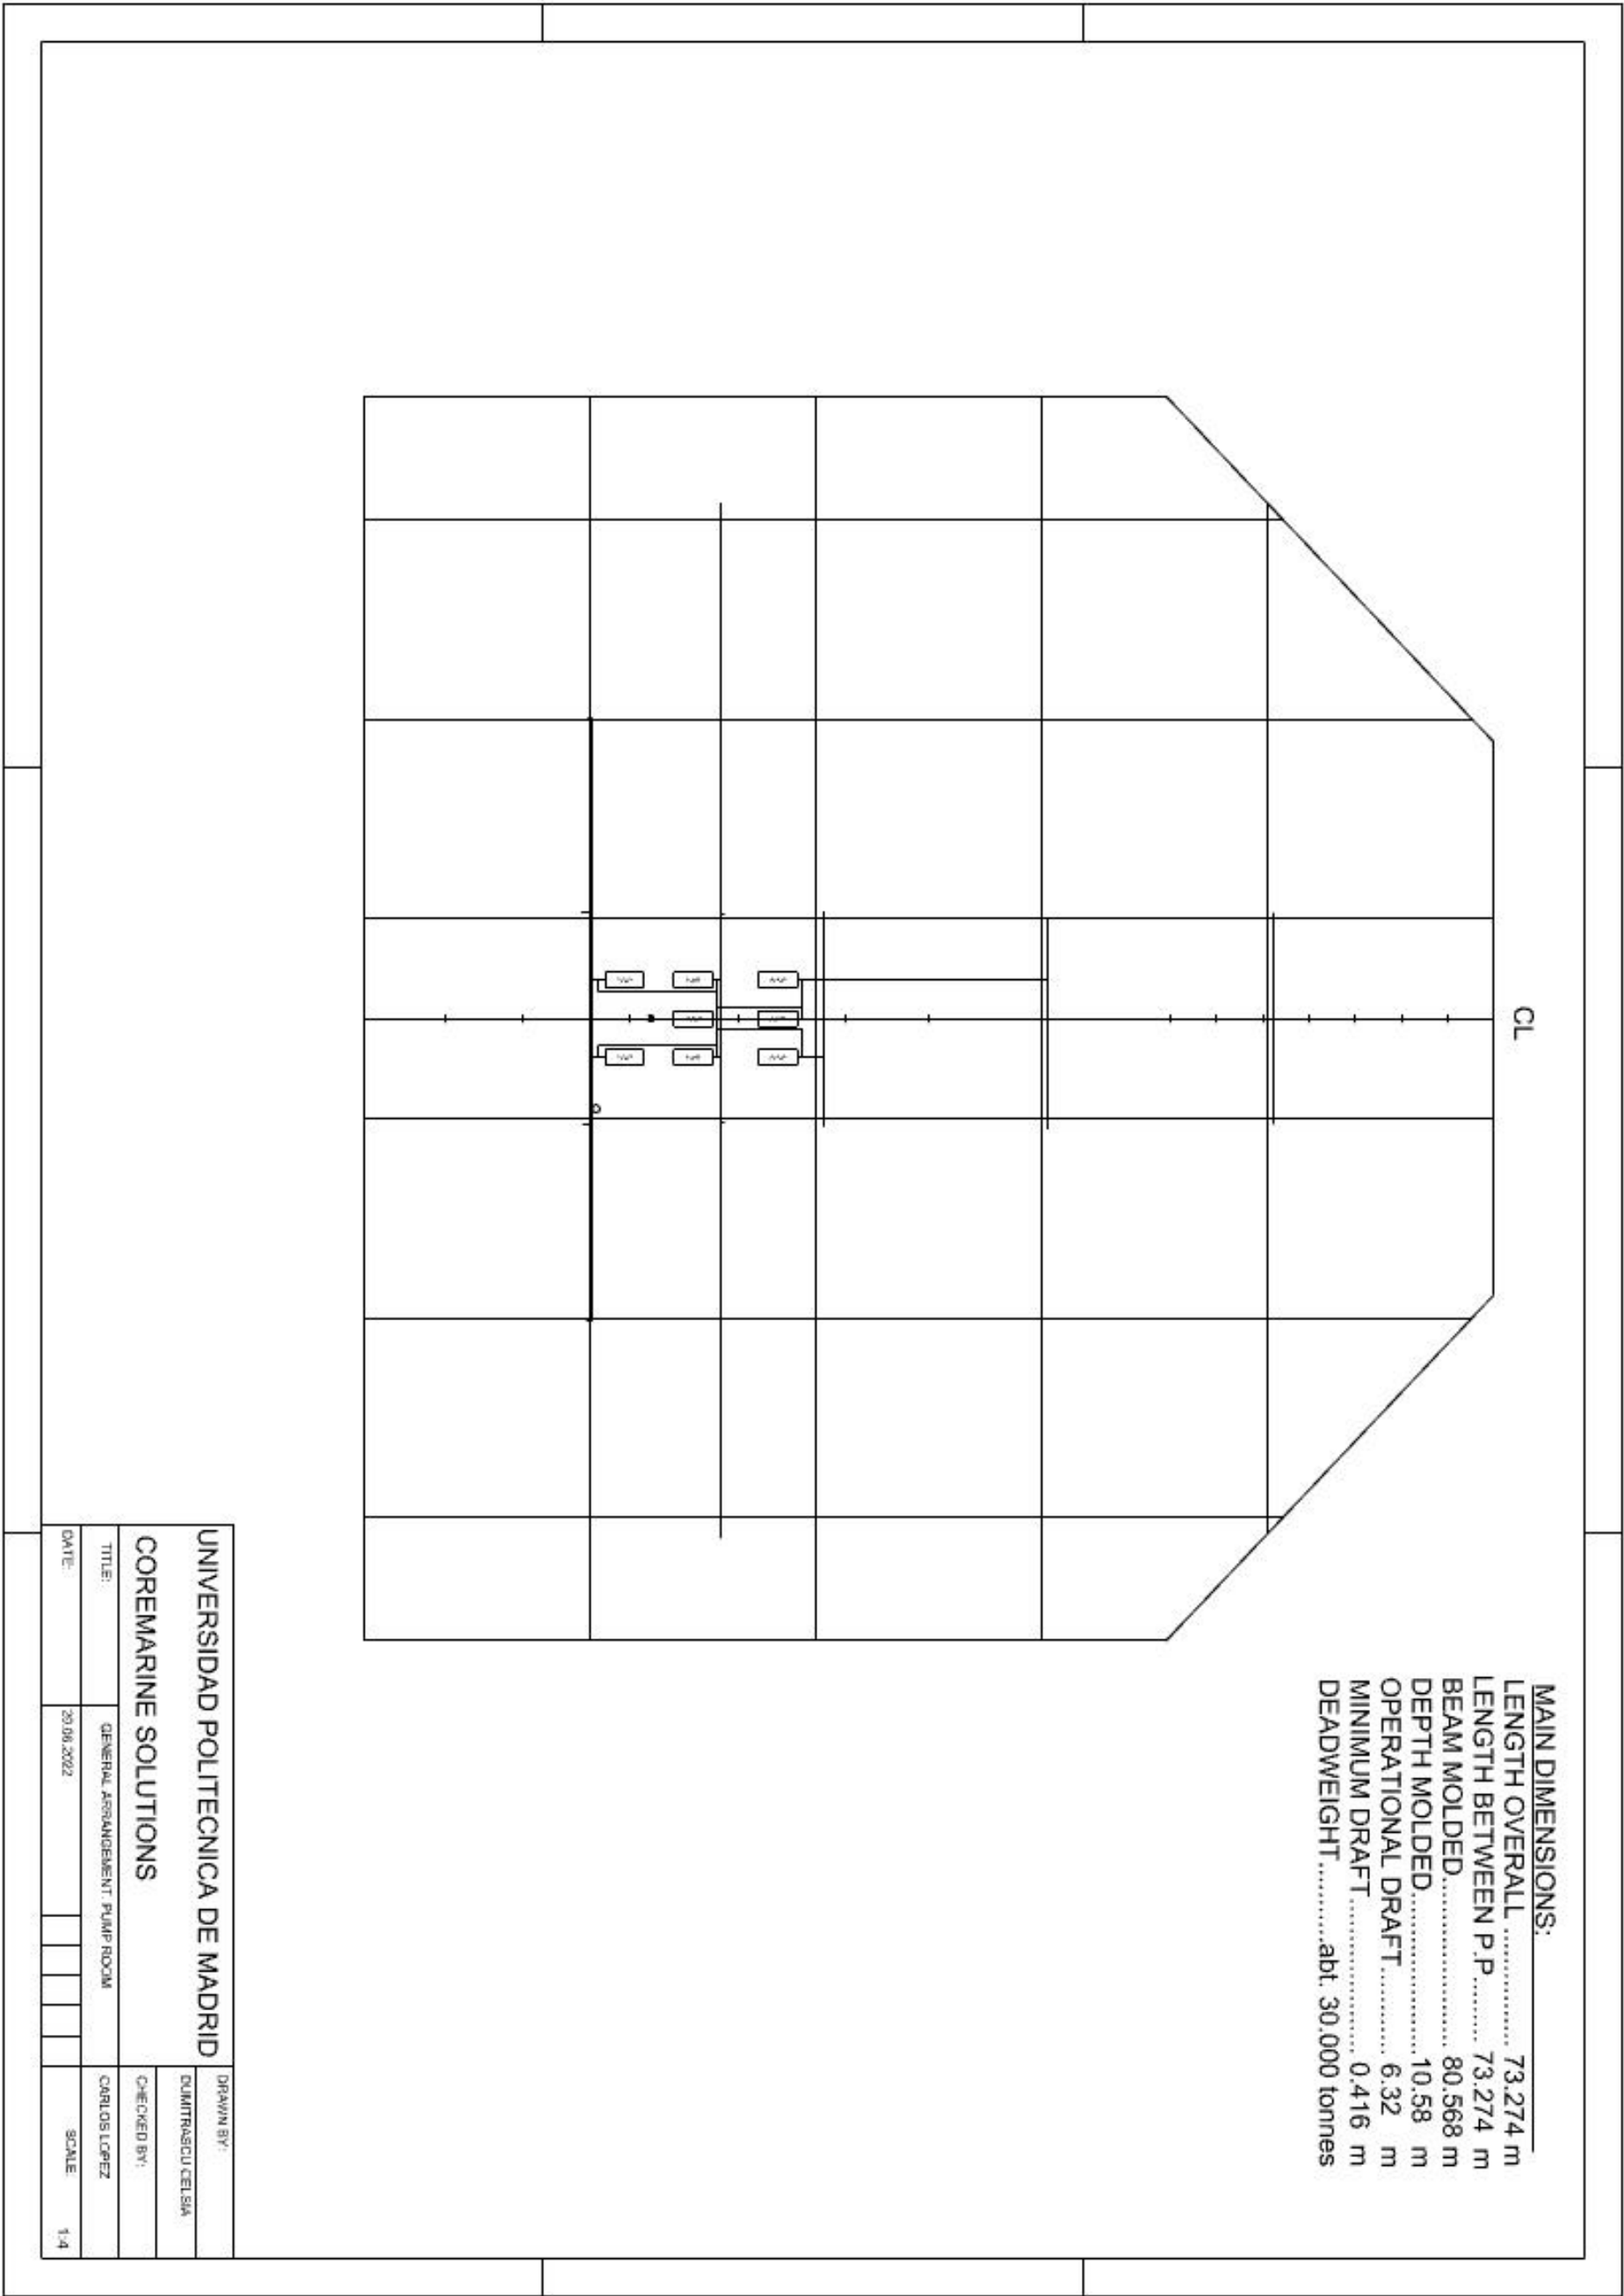 CL
MAIN DIMENSIONS:
LENGTH OVERALL ............. 73.274 m
LENGTH BETWEEN P.P......... 73.274 m
BEAM MOLDED.................... 80.568 m
DEPTH MOLDED................... 10.58 m
OPERATIONAL DRAFT........... 6.32 m
MINIMUM DRAFT.................. 0.416 m
DEADWEIGHT...........abt. 30.000 tonnes
UNIVERSIDAD POLITECNICA DE MADRID
COREMARINE SOLUTIONS
DRAWN BY:
DUMITRASCU CELSIA
CHECKED BY:
CARLOS LOPEZ
TITLE:
GENERAL ARRANGEMENT. PUMP ROOM
DATE:
29.06.2022
SCALE:
1:4